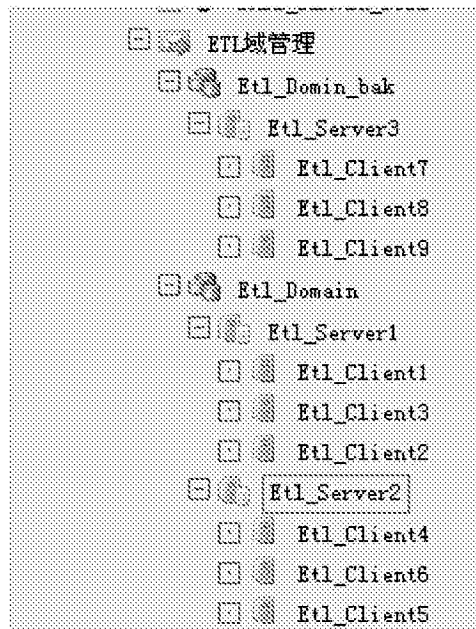 ETL域管理
Etl_Domin_bak
Etl_Server3
Etl_Client7
Etl_Client8
Etl_Client9
Etl_Domain
Etl_Server1
Etl_Client1
Etl_Client3
Etl_Client2
Etl_Server2
Etl_Client4
Etl_Client6
Etl_Client5